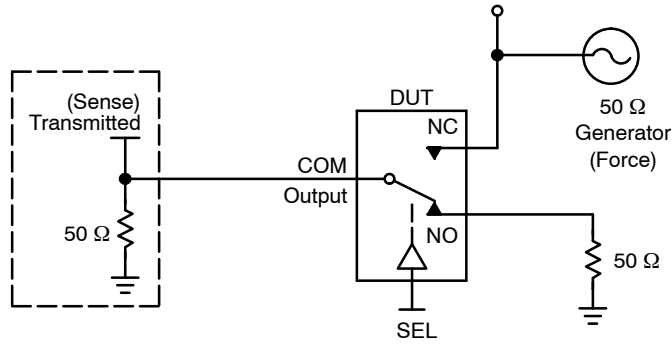 (Sense)
Transmitted
50 Ω
COM
Output
DUT
NC
NO
SEL
50 Ω
Generator
(Force)
50 Ω